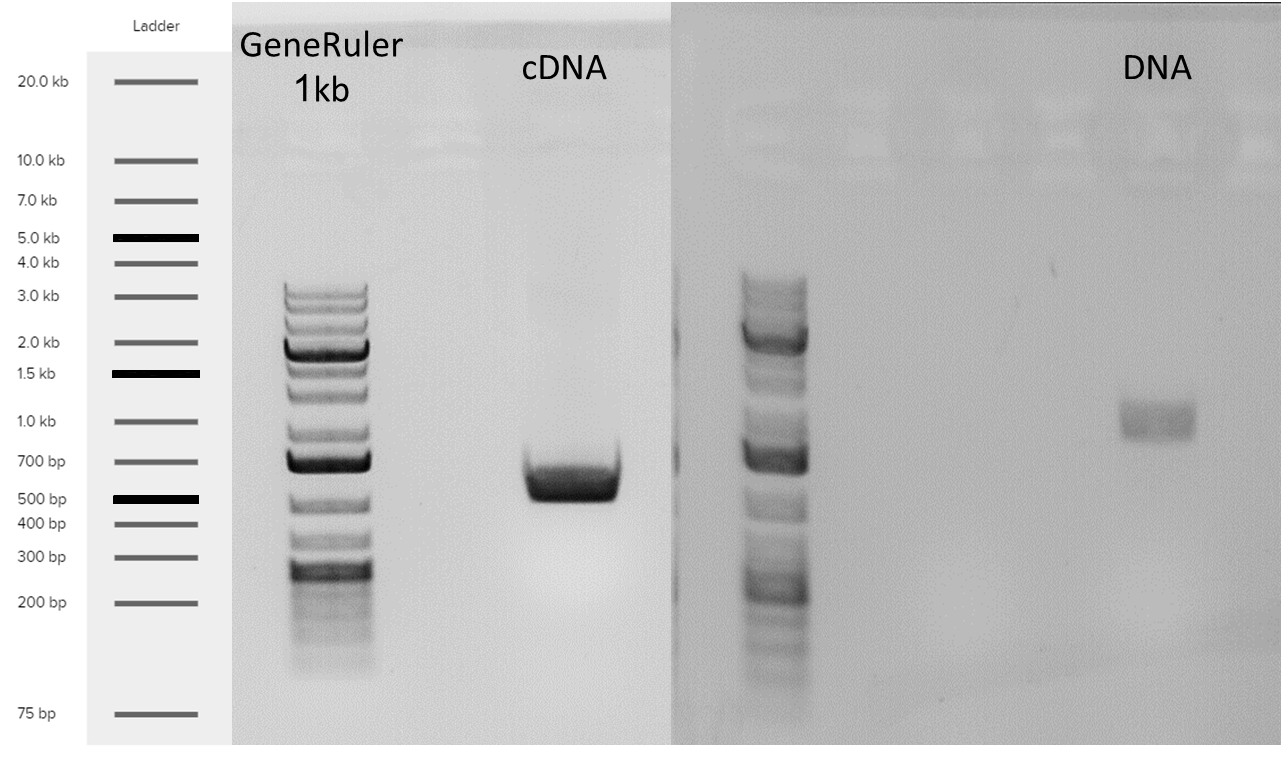 Ladder
GeneRuler
1kb
cDNA
DNA
20.0 kb
10.0 kb
7.0 kb
5.0 kb
4.0 kb
3.0 kb
2.0 kb
1.5 kb
1.0 kb
700 bp
500 bp
400 bp
300 bp
200 bp
75 bp